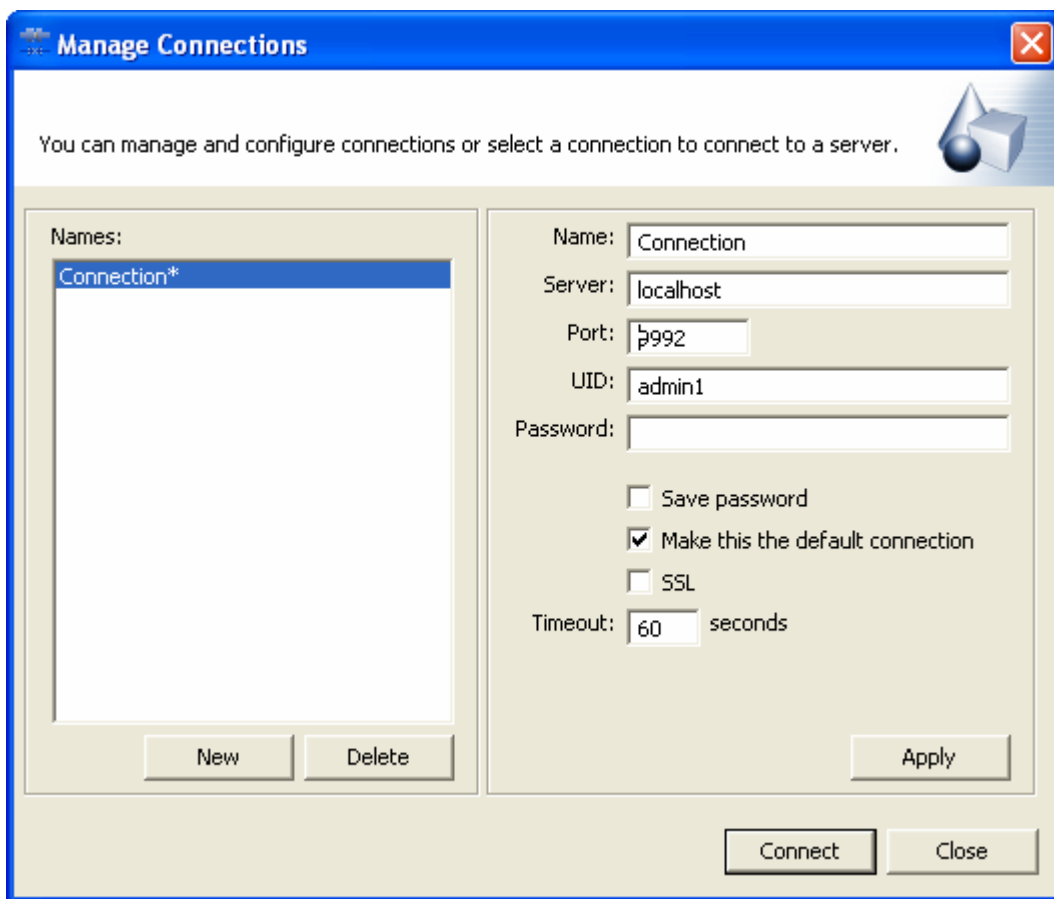 Manage Connections
You can manage and configure connections or select a connection to connect to a server.
Names:
Connection*
New
Delete
Name: Connection
Server: localhost
Port:
UID: admin1
Password:
Save password
Make this the default connection
SSL
Timeout: 60 seconds
Apply
Connect
Close